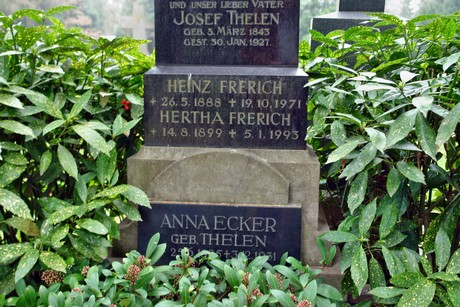 UND UNSER LIEBER VATER
JOSEF THELEN
GEB. 5. MÄRZ 1843
GEST. 30. JAN. 1927.
HEINZ FRERICH
✝ 26.5.1888 ✝ 19.10.1971
HERTHA FRERICH
✝ 14.8.1899 ✝ 5.1.1993
ANNA ECKER
GEB. THELEN